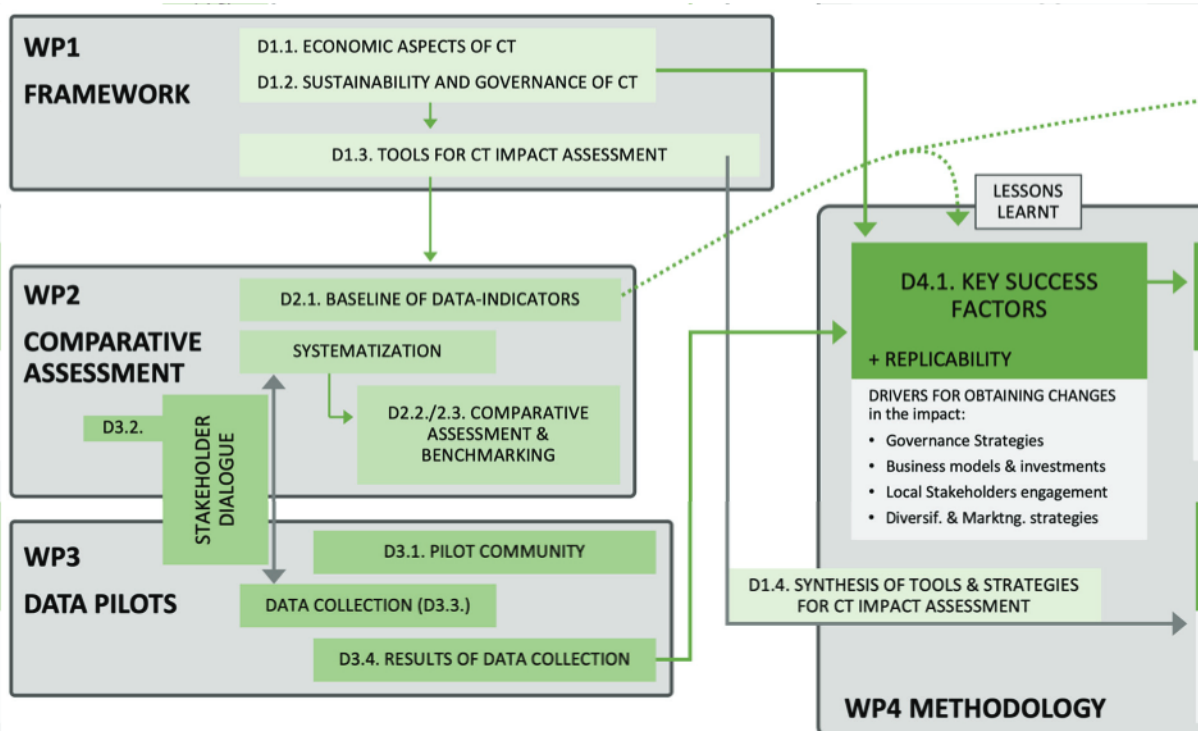 WP1
FRAMEWORK
D1.1. ECONOMIC ASPECTS OF CT
D1.2. SUSTAINABILITY AND GOVERNANCE OF CT
D1.3. TOOLS FOR CT IMPACT ASSESSMENT
WP2
COMPARATIVE
ASSESSMENT
D2.1. BASELINE OF DATA-INDICATORS
SYSTEMATIZATION
D2.2./2.3. COMPARATIVE
ASSESSMENT &
BENCHMARKING
D3.2.
STAKEHOLDER
DIALOGUE
WP3
DATA PILOTS
D3.1. PILOT COMMUNITY
DATA COLLECTION (D3.3.)
D3.4. RESULTS OF DATA COLLECTION
LESSONS
LEARNT
D4.1. KEY SUCCESS
FACTORS
+ REPLICABILITY
DRIVERS FOR OBTAINING CHANGES
in the impact:
• Governance Strategies
• Business models & investments
• Local Stakeholders engagement
• Diversif. & Marktng. strategies
D1.4. SYNTHESIS OF TOOLS & STRATEGIES
FOR CT IMPACT ASSESSMENT
WP4 METHODOLOGY